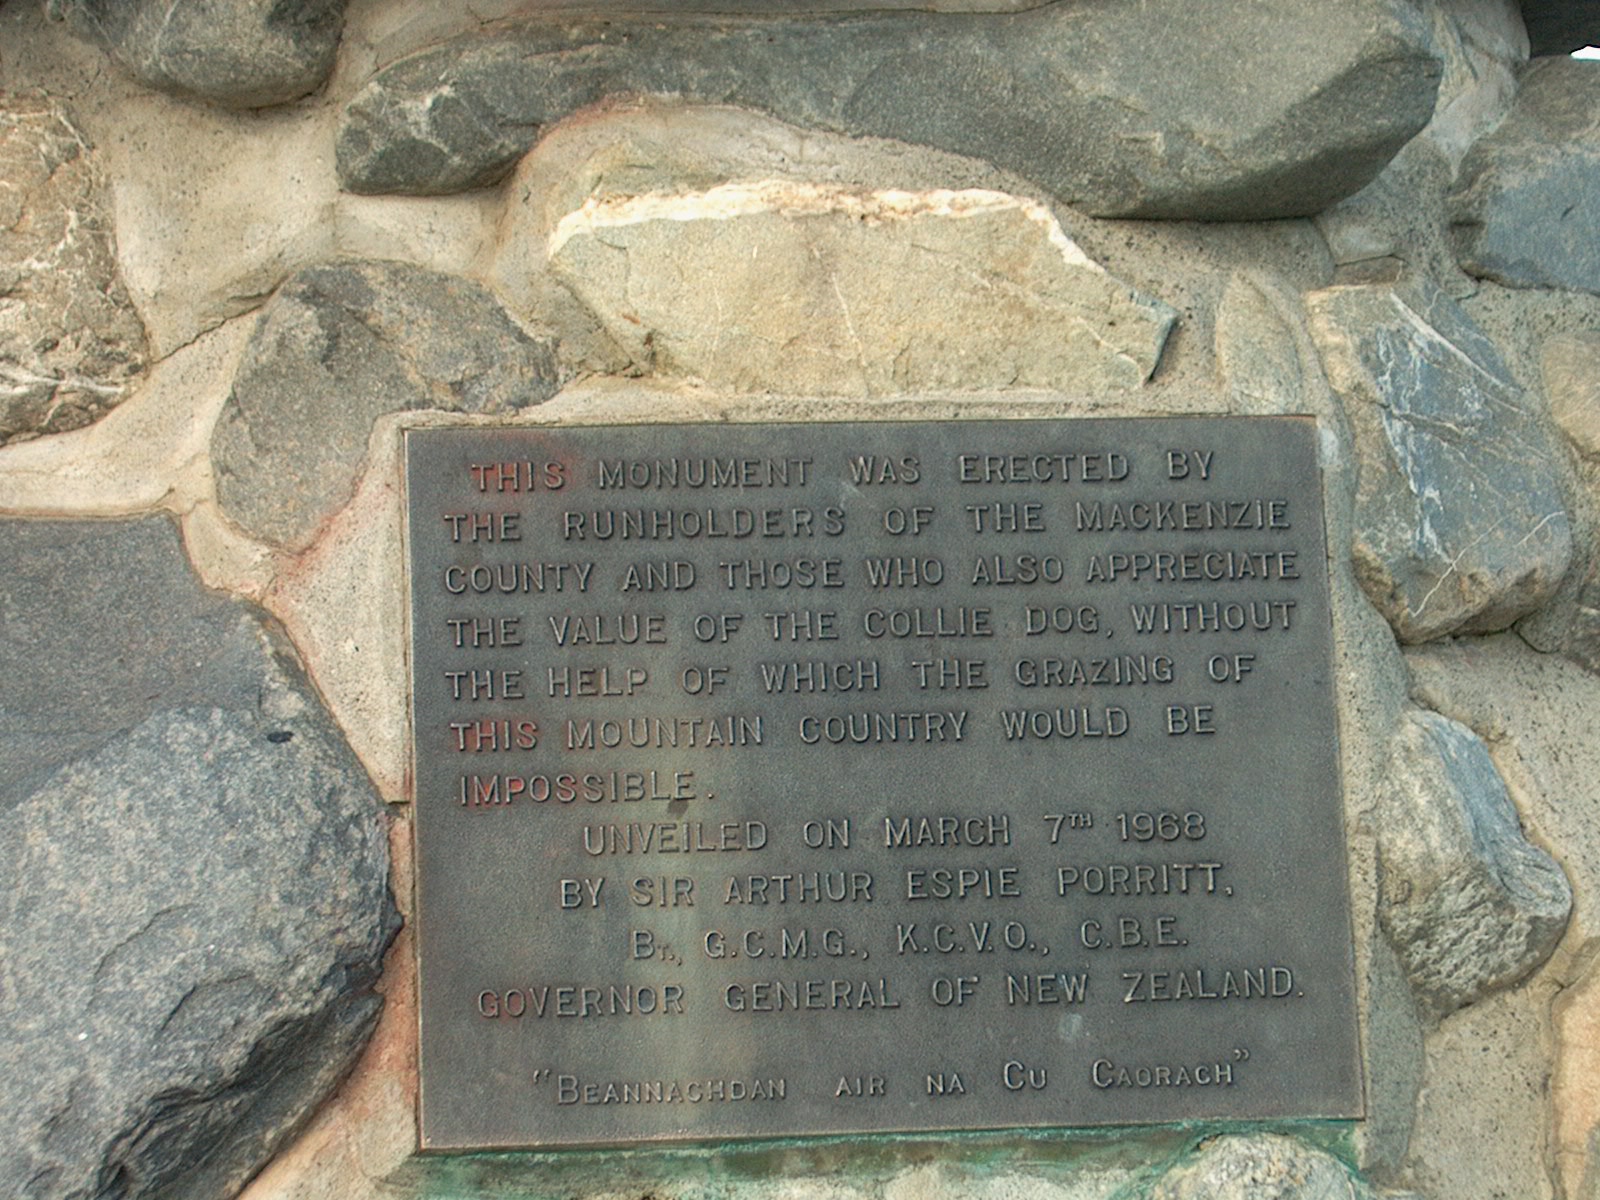 THIS MONUMENT WAS ERECTED BY
THE RUNHOLDERS OF THE MACKENZIE
COUNTY AND THOSE WHO ALSO APPRECIATE
THE VALUE OF THE COLLIE DOG, WITHOUT
THE HELP OF WHICH THE GRAZING OF
THIS MOUNTAIN COUNTRY WOULD BE
IMPOSSIBLE.
UNVEILED ON MARCH 7TH 1968
BY SIR ARTHUR ESPIE PORRITT,
BT., G.C.M.G., K.C.V.O., C.B.E.
GOVERNOR GENERAL OF NEW ZEALAND.
"BEANNACHDAN AIR NA CU CAORACH"